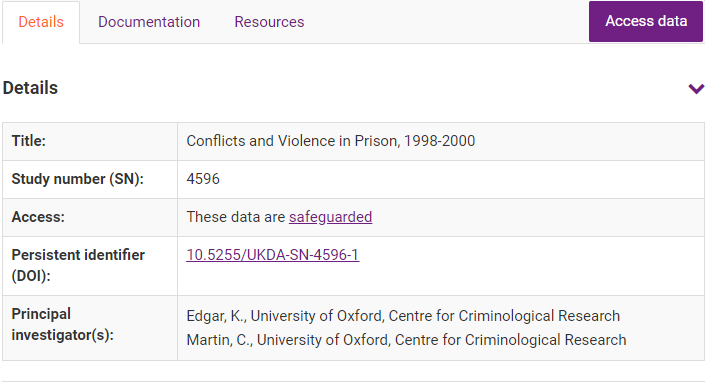 Details Documentation Resources Access data
Details
Title: Conflicts and Violence in Prison, 1998-2000
Study number (SN): 4596
Access: These data are safeguarded
Persistent identifier (DOI): 10.5255/UKDA-SN-4596-1
Principal investigator(s): Edgar, K., University of Oxford, Centre for Criminological Research
Martin, C., University of Oxford, Centre for Criminological Research